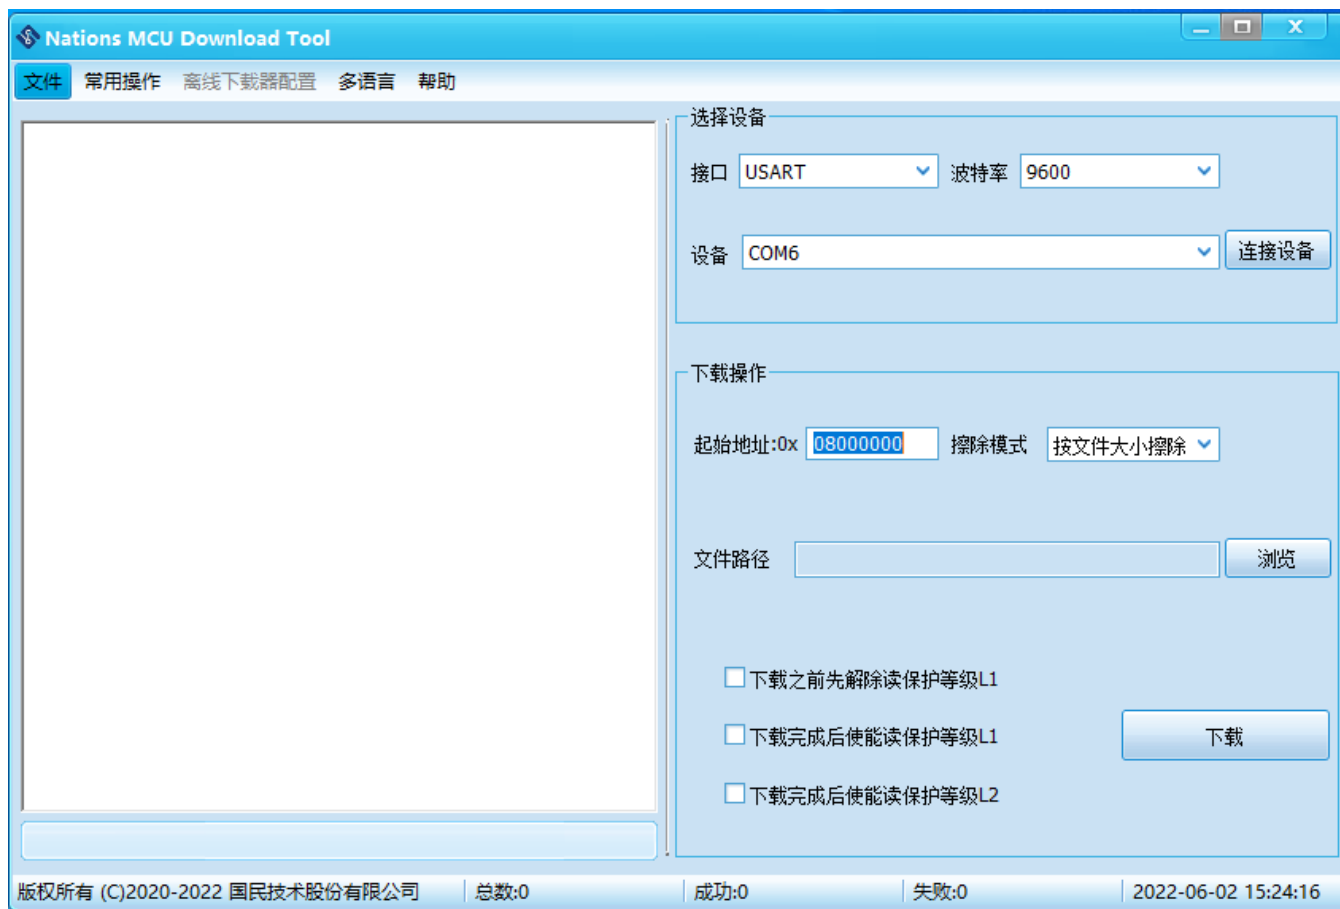 Nations MCU Download Tool
文件 常用操作 离线下载器配置 多语言 帮助
选择设备
接口 USART 波特率 9600
设备 COM6 连接设备
下载操作
起始地址:0x 08000000 擦除模式 按文件大小擦除
文件路径 浏览
下载之前先解除读保护等级L1
下载完成后使能读保护等级L1
下载
下载完成后使能读保护等级L2
版权所有 (C)2020-2022 国民技术股份有限公司 总数:0 成功:0 失败:0 2022-06-02 15:24:16